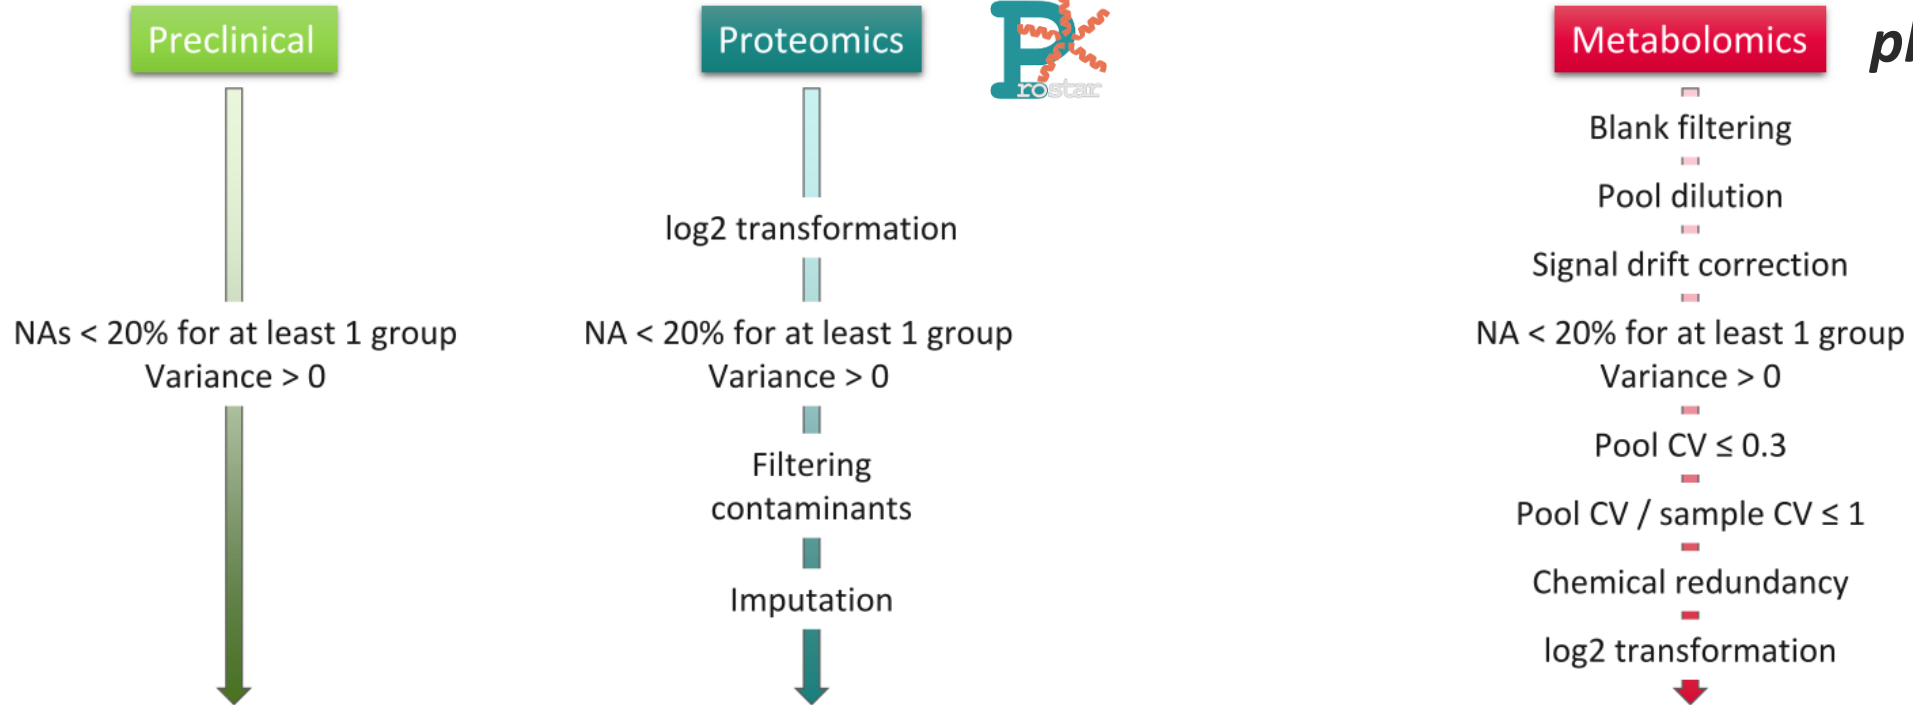 Preclinical
NAs < 20% for at least 1 group
Variance > 0
Proteomics
Prostar
log2 transformation
NA < 20% for at least 1 group
Variance > 0
Filtering
contaminants
Imputation
Metabolomics
Blank filtering
Pool dilution
Signal drift correction
NA < 20% for at least 1 group
Variance > 0
Pool CV ≤ 0.3
Pool CV / sample CV ≤ 1
Chemical redundancy
log2 transformation